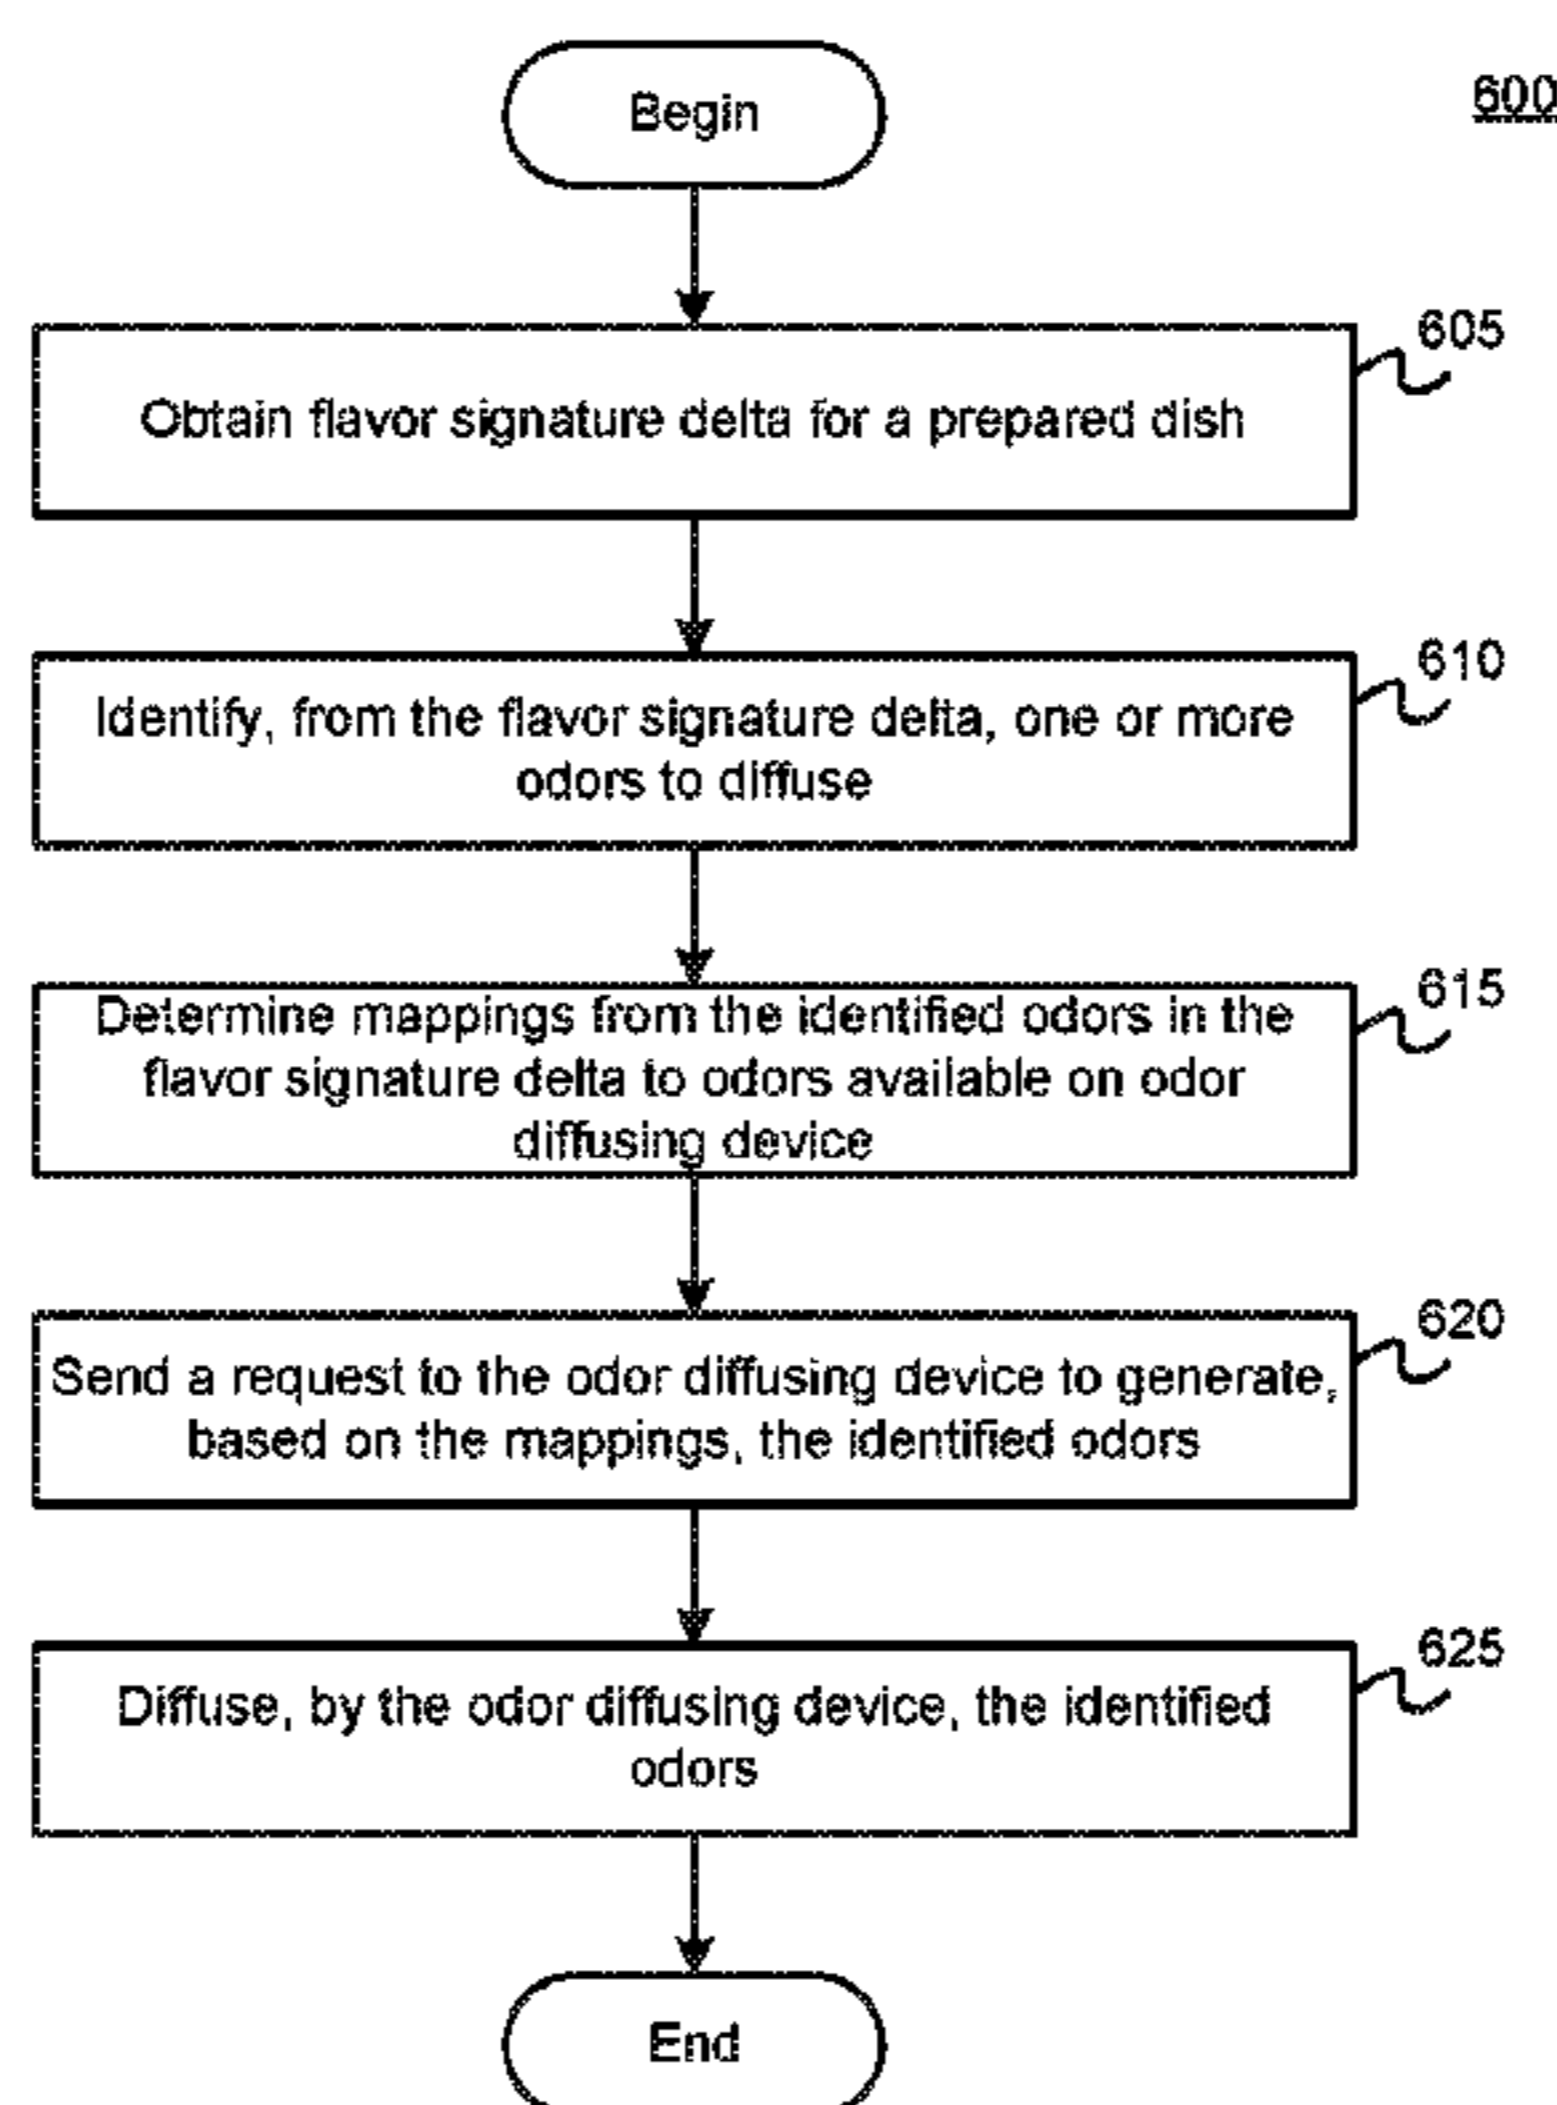 Begin
600
605
Obtain flavor signature delta for a prepared dish
610
Identify, from the flavor signature delta, one or more
odors to diffuse
615
Determine mappings from the identified odors in the
flavor signature delta to odors available on odor
diffusing device
620
Send a request to the odor diffusing device to generate,
based on the mappings, the identified odors
625
Diffuse, by the odor diffusing device, the identified
odors
End